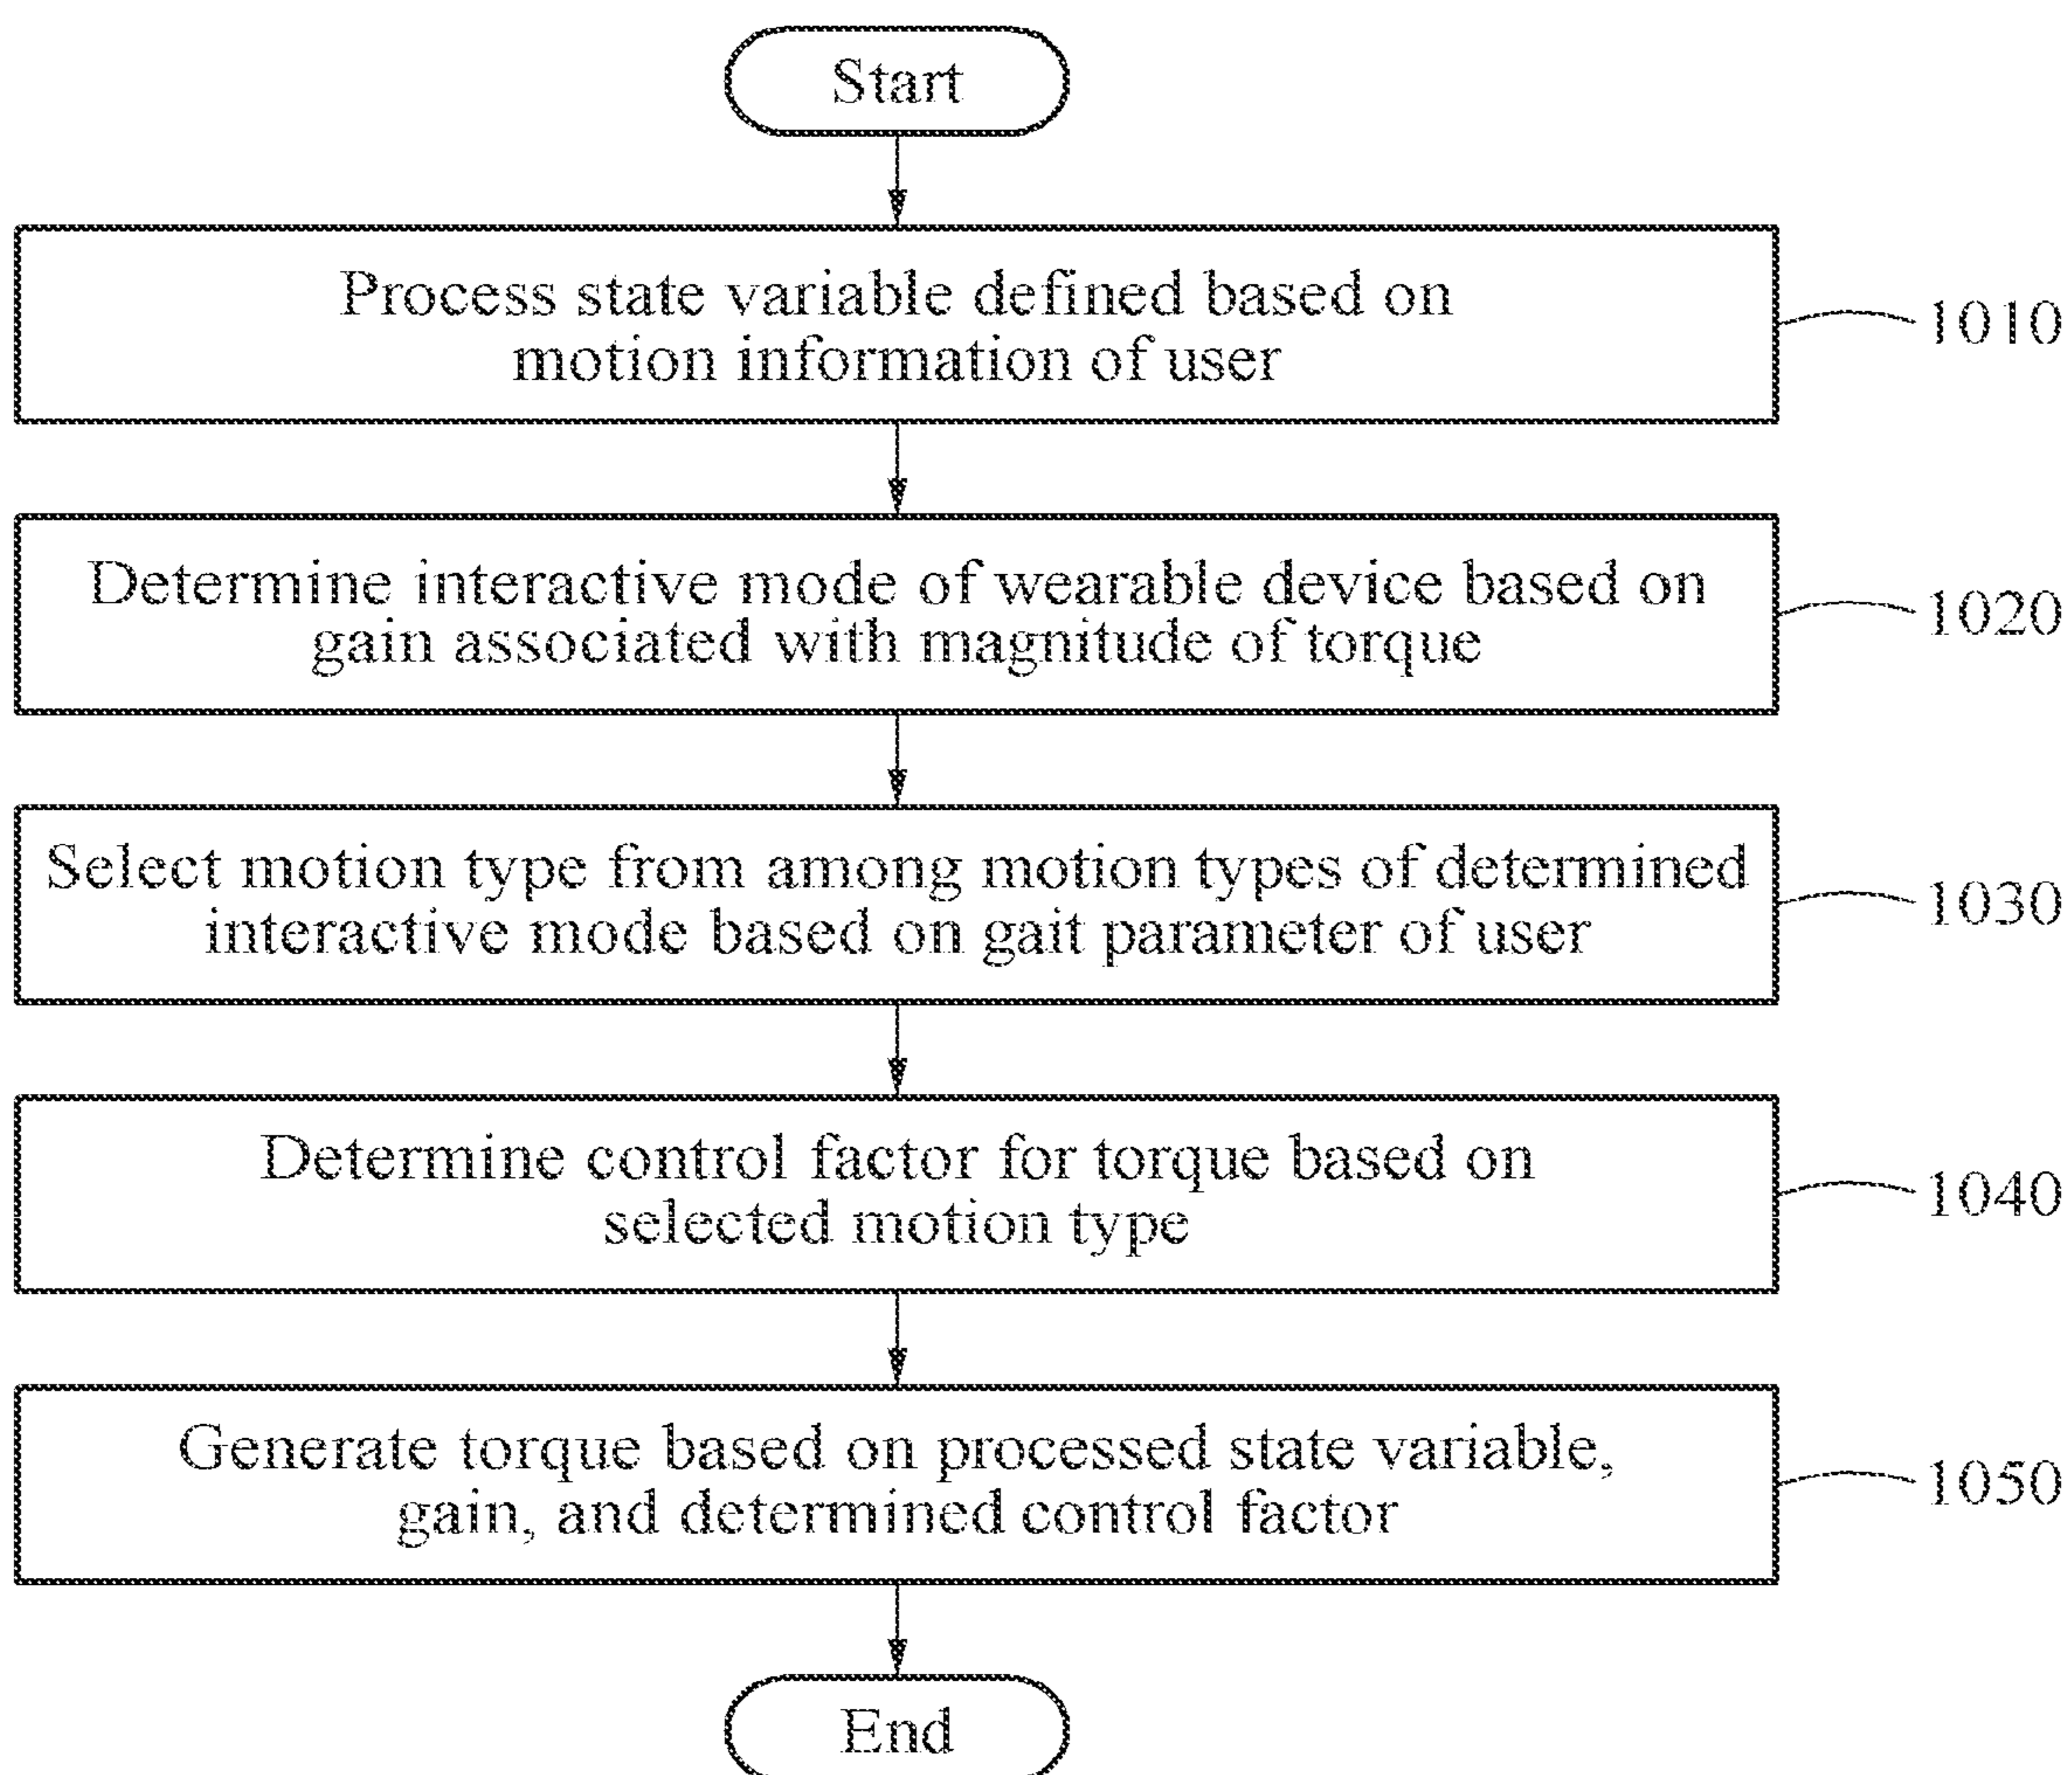 Start
Process state variable defined based on
motion information of user
1010
Determine interactive mode of wearable device based on
gain associated with magnitude of torque
1020
Select motion type from among motion types of determined
interactive mode based on gait parameter of user
1030
Determine control factor for torque based on
selected motion type
1040
Generate torque based on processed state variable,
gain, and determined control factor
1050
End